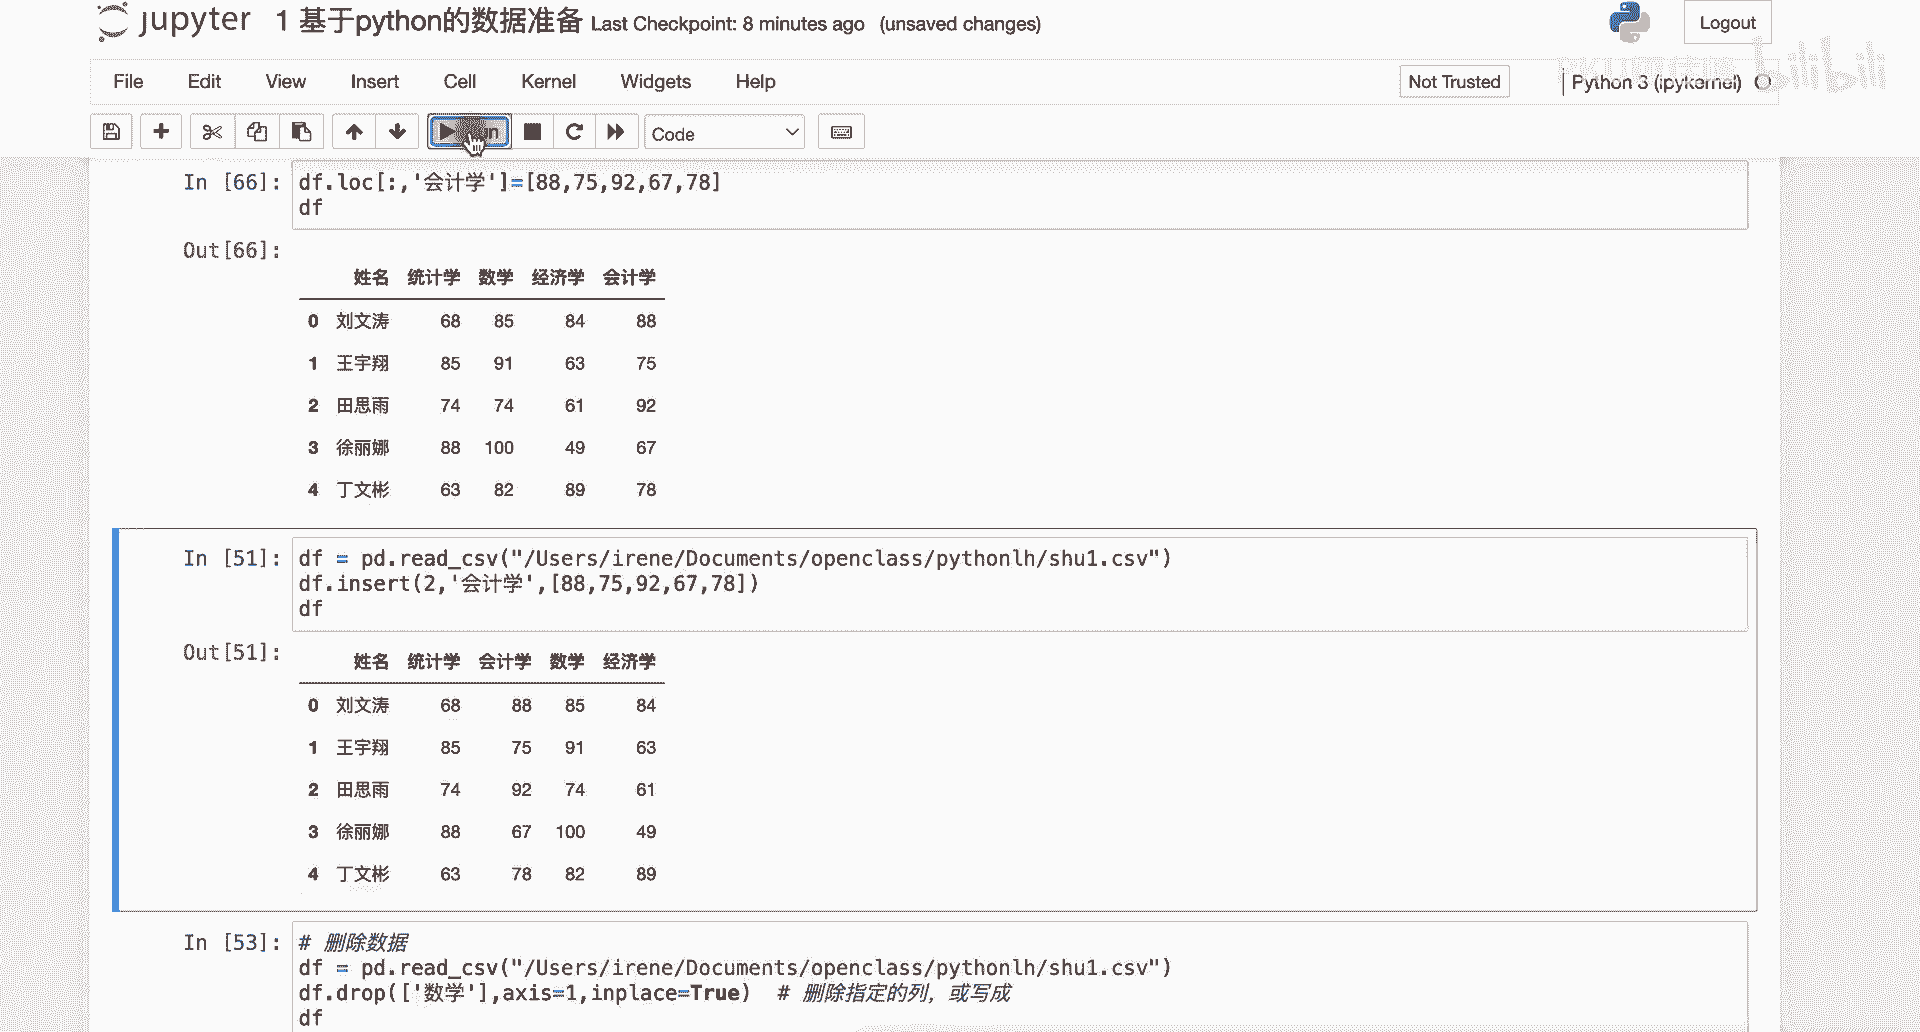 jupyter 1 基于python的数据准备 Last Checkpoint: 8 minutes ago (unsaved changes)
Logout
File Edit View Insert Cell Kernel Widgets Help
Not Trusted
Python 3 (ipykernel)
bilibili
Code
In [66]: df.loc[:,'会计学']=[88,75,92,67,78]
df
Out[66]:
姓名 统计学 数学 经济学 会计学
0 刘文涛 68 85 84 88
1 王宇翔 85 91 63 75
2 田思雨 74 74 61 92
3 徐丽娜 88 100 49 67
4 丁文彬 63 82 89 78
In [51]: df = pd.read_csv("/Users/irene/Documents/openclass/pythonlh/shu1.csv")
df.insert(2,'会计学',[88,75,92,67,78])
df
Out[51]:
姓名 统计学 会计学 数学 经济学
0 刘文涛 68 88 85 84
1 王宇翔 85 75 91 63
2 田思雨 74 92 74 61
3 徐丽娜 88 67 100 49
4 丁文彬 63 78 82 89
In [53]: # 删除数据
df = pd.read_csv("/Users/irene/Documents/openclass/pythonlh/shu1.csv")
df.drop(['数学'],axis=1,inplace=True) # 删除指定的列，或写成
df